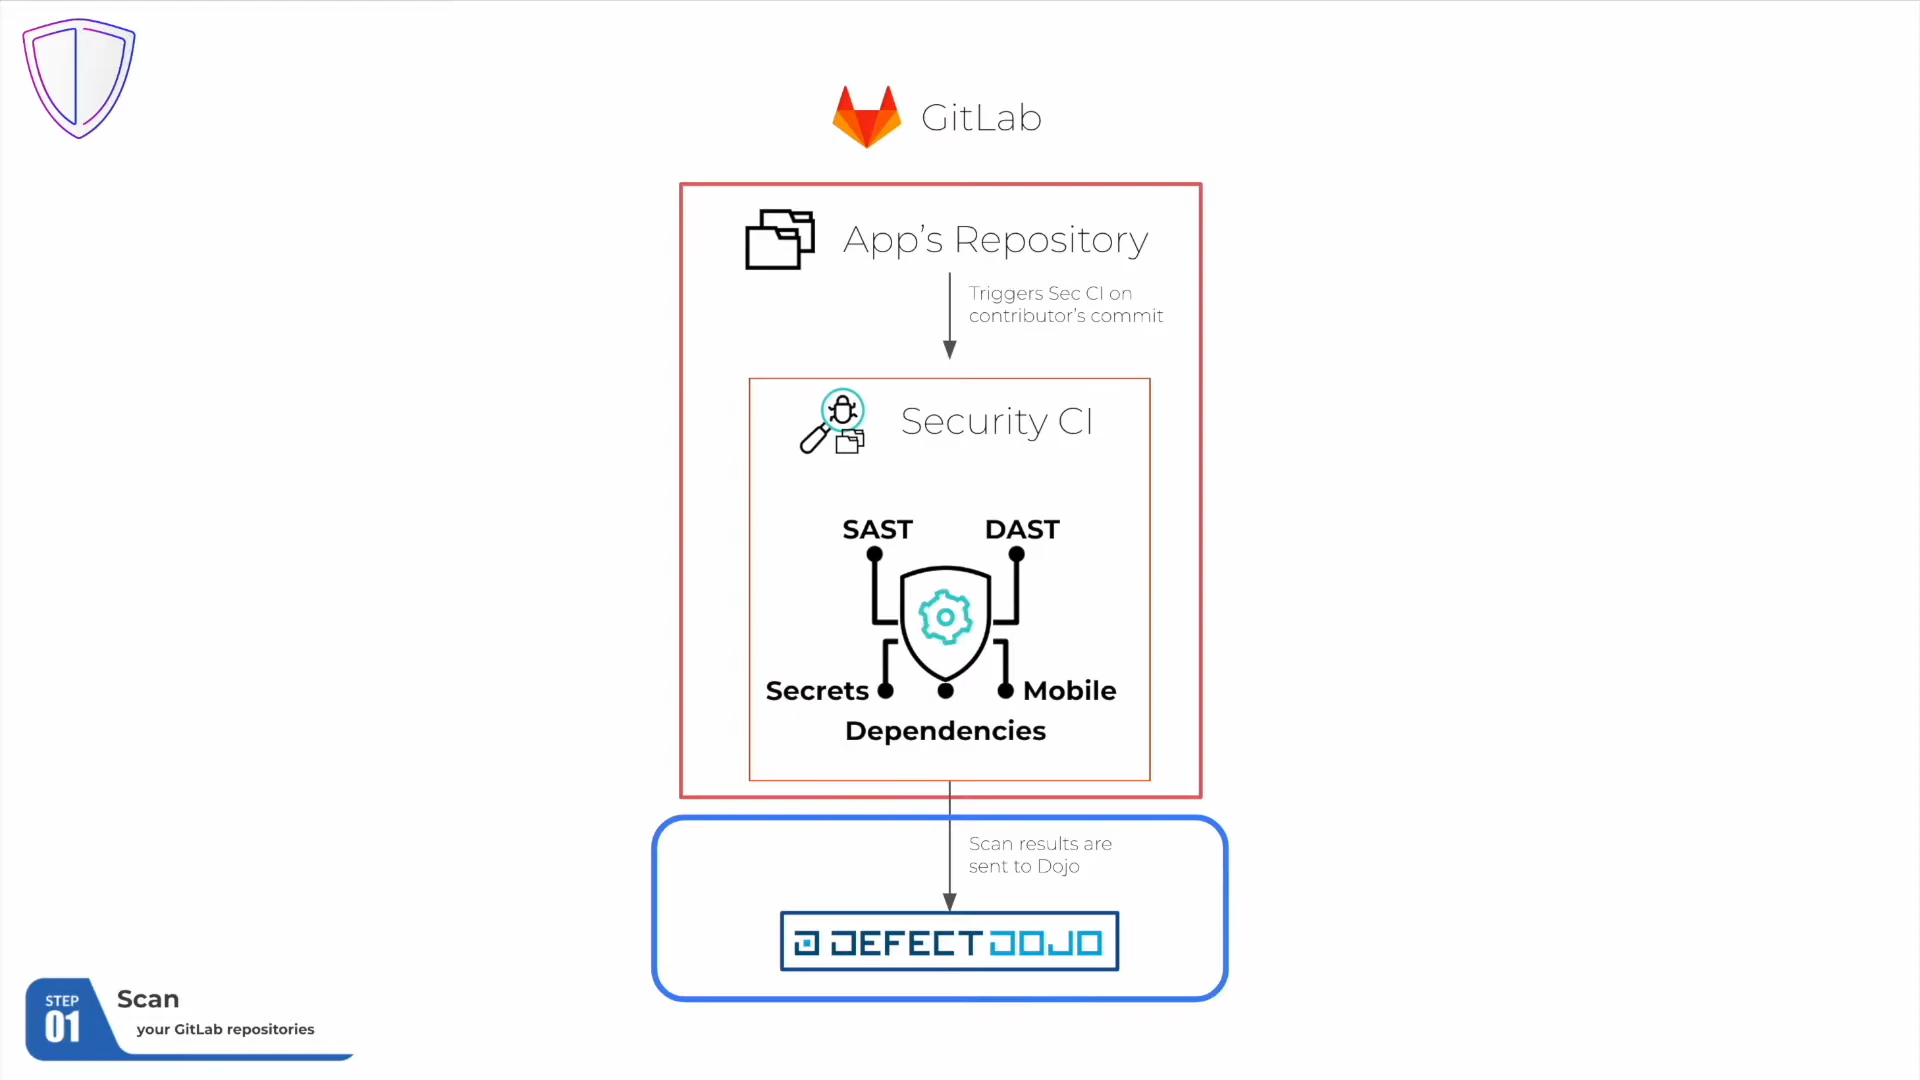 GitLab
App's Repository
Triggers Sec CI on
contributor's commit
Security CI
SAST
DAST
Secrets
Mobile
Dependencies
Scan results are
sent to Dojo
DEFECTDOJO
STEP
01
Scan
your GitLab repositories